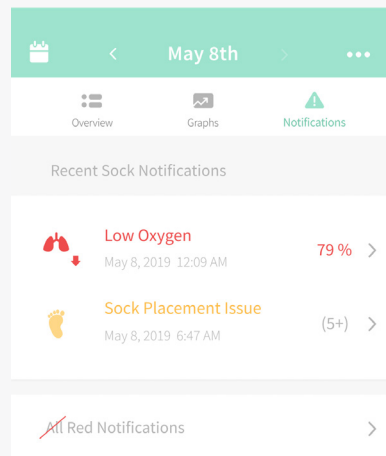 May 8th
Overview
Graphs
Notifications
Recent Sock Notifications
Low Oxygen
79 %
May 8, 2019 12:09 AM
Sock Placement Issue
(5+)
May 8, 2019 6:47 AM
All Red Notifications